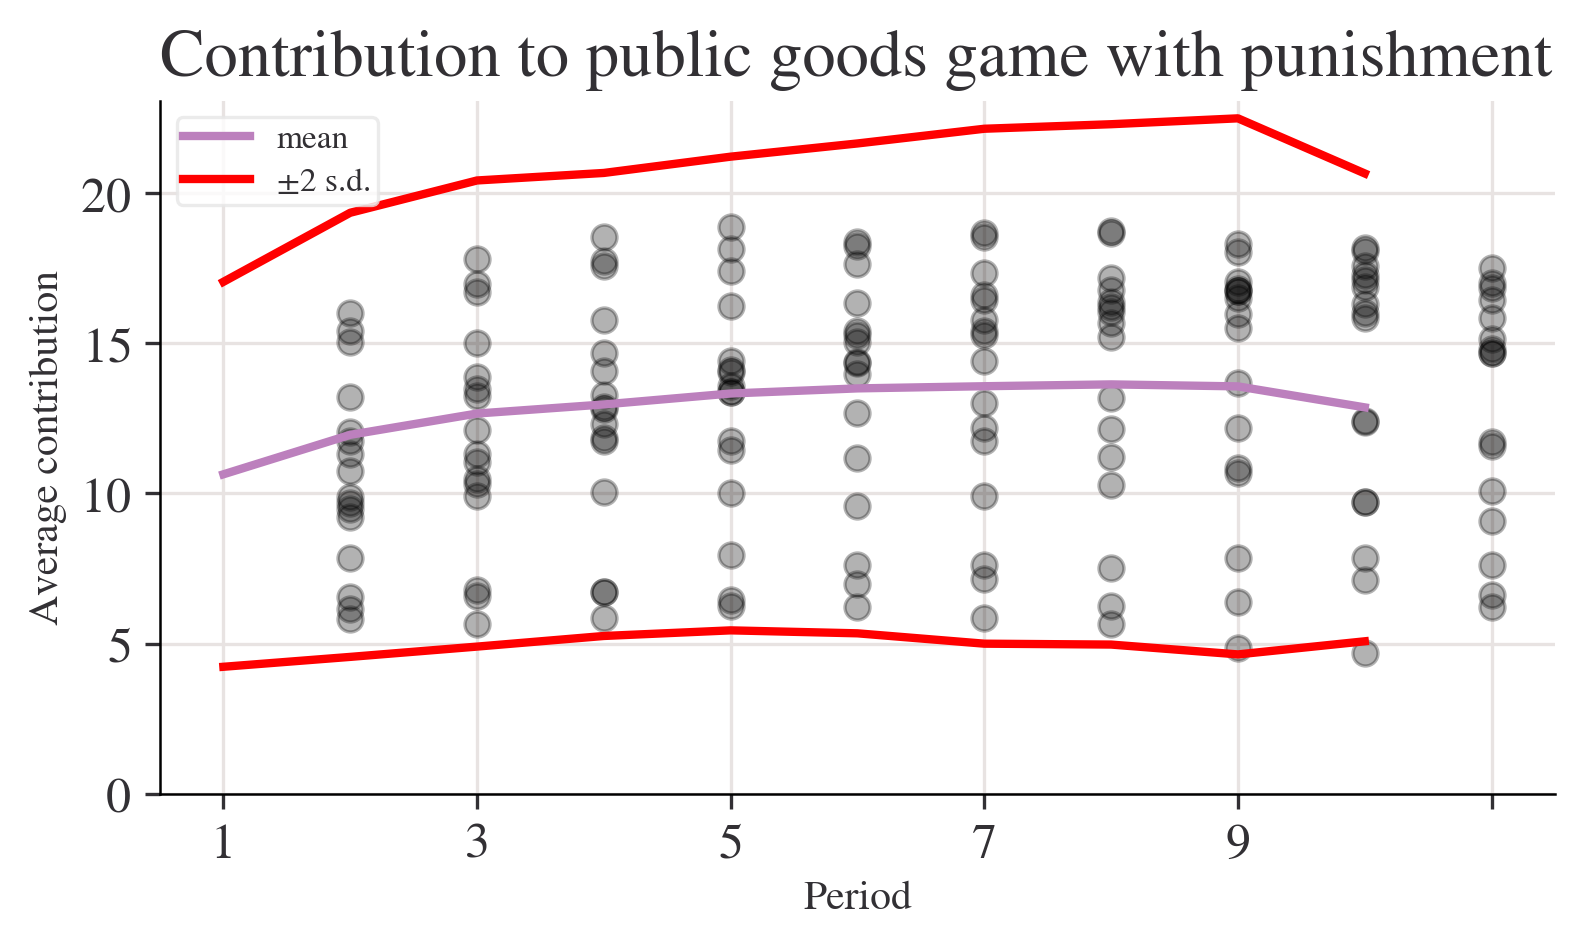 Contribution to public goods game with punishment
mean
±2 s.d.
Average contribution
20
15
10
5
0
1 3 5 7 9
Period